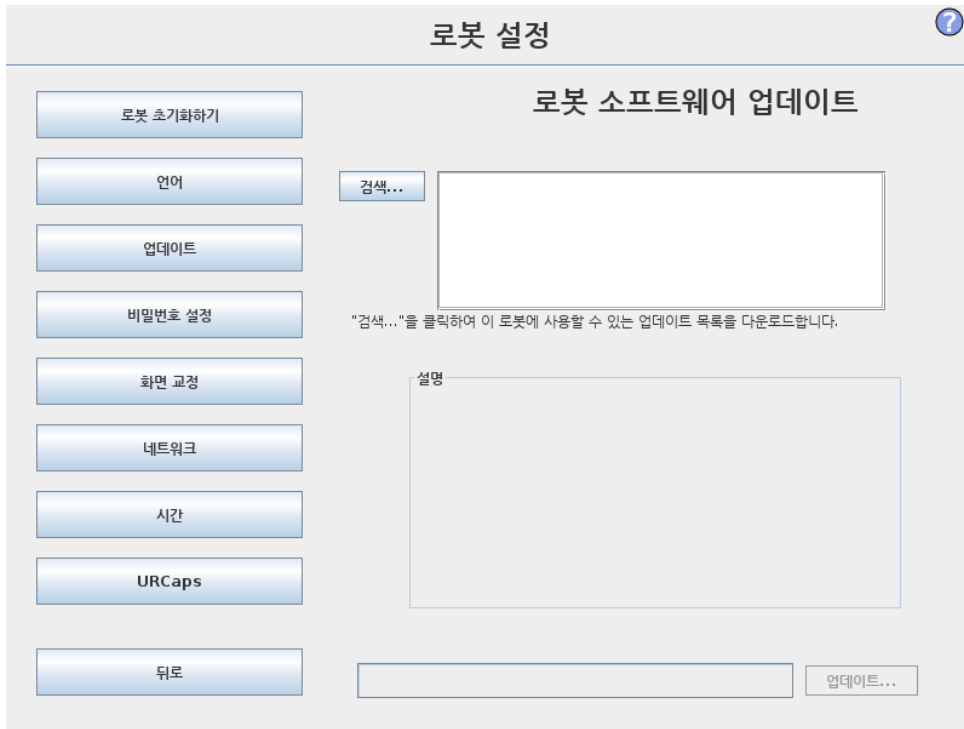 로봇 설정
?
로봇 초기화하기
언어
업데이트
비밀번호 설정
화면 교정
네트워크
시간
URCaps
뒤로
로봇 소프트웨어 업데이트
검색...
"검색..."을 클릭하여 이 로봇에 사용할 수 있는 업데이트 목록을 다운로드합니다.
설명
업데이트...